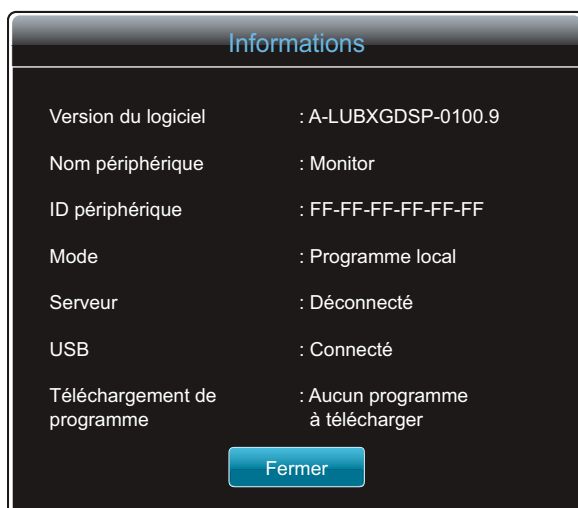 Informations
Version du logiciel : A-LUBXGDSP-0100.9
Nom périphérique : Monitor
ID périphérique : FF-FF-FF-FF-FF-FF
Mode : Programme local
Serveur : Déconnecté
USB : Connecté
Téléchargement de : Aucun programme
programme à télécharger
Fermer